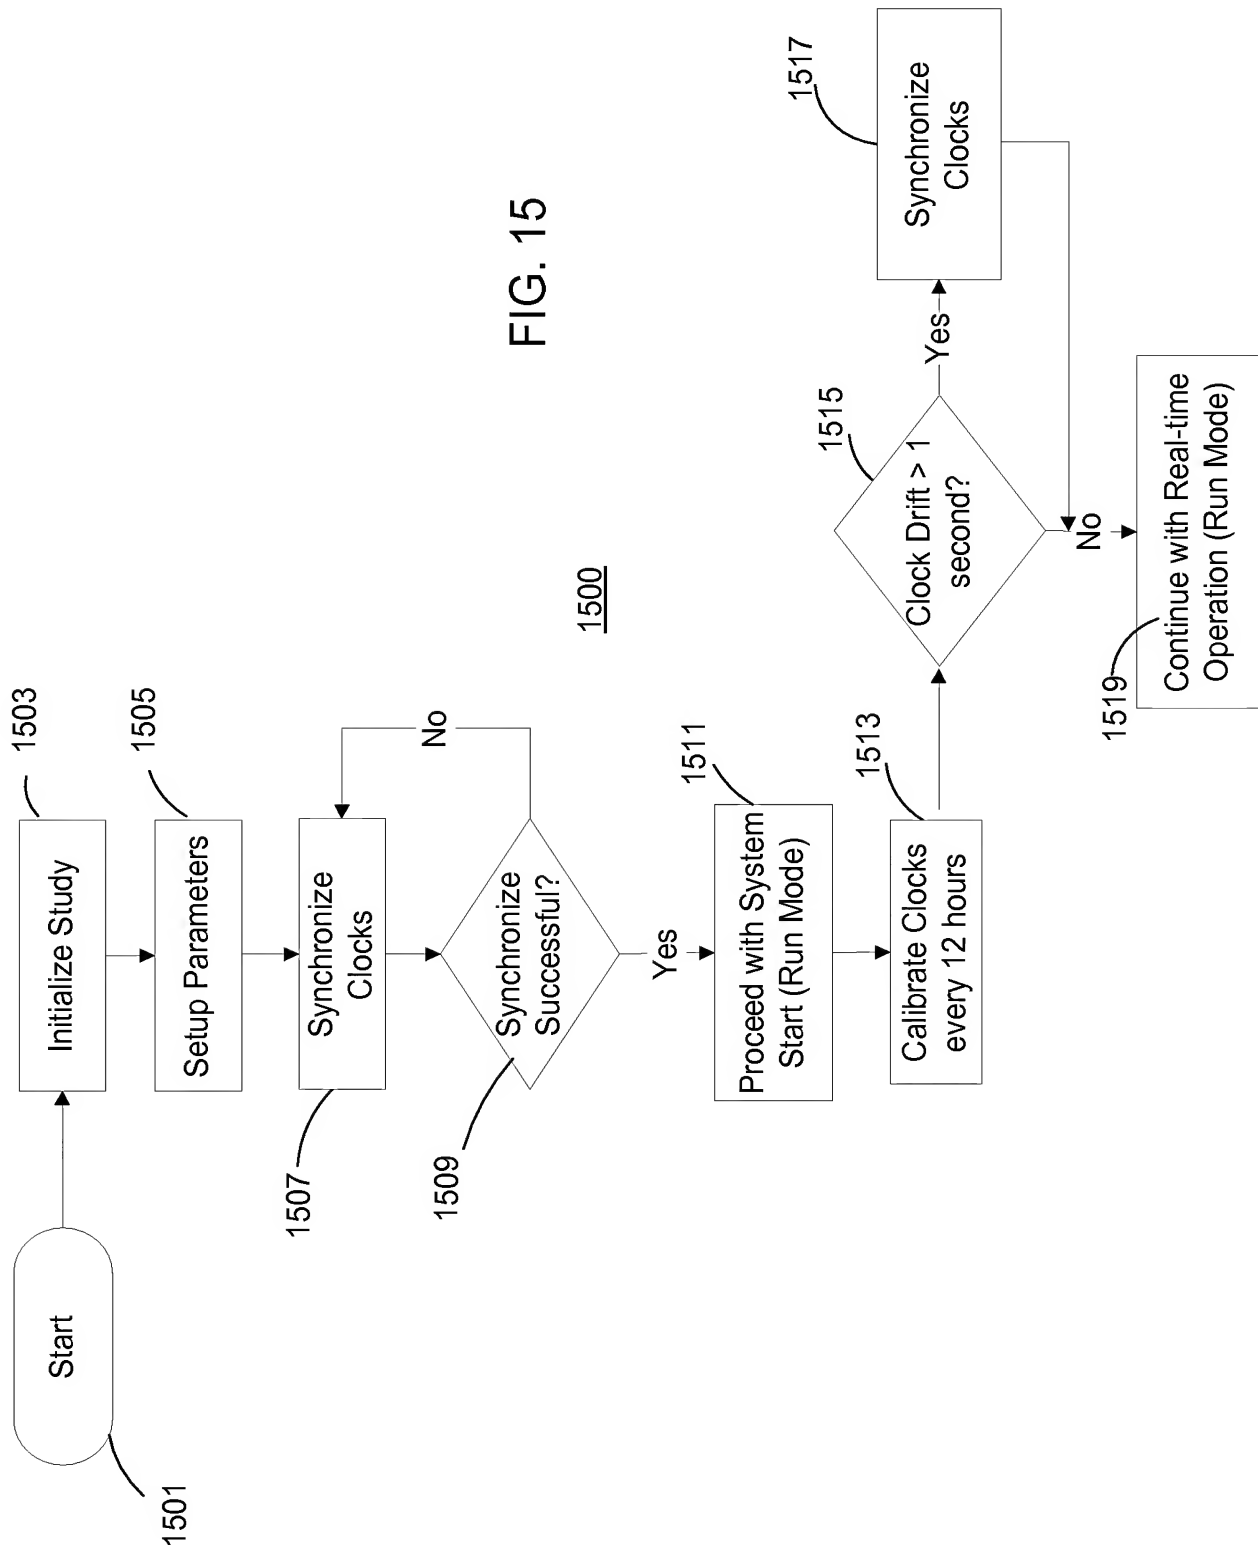 Start
1501
Initialize Study
1503
Setup Parameters
1505
Synchronize
Clocks
1507
Synchronize
Successful?
1509
No
Yes
Proceed with System
Start (Run Mode)
1511
Calibrate Clocks
every 12 hours
1513
Clock Drift > 1
second?
1515
Yes
Synchronize
Clocks
1517
No
Continue with Real-time
Operation (Run Mode)
1519
1500
FIG. 15